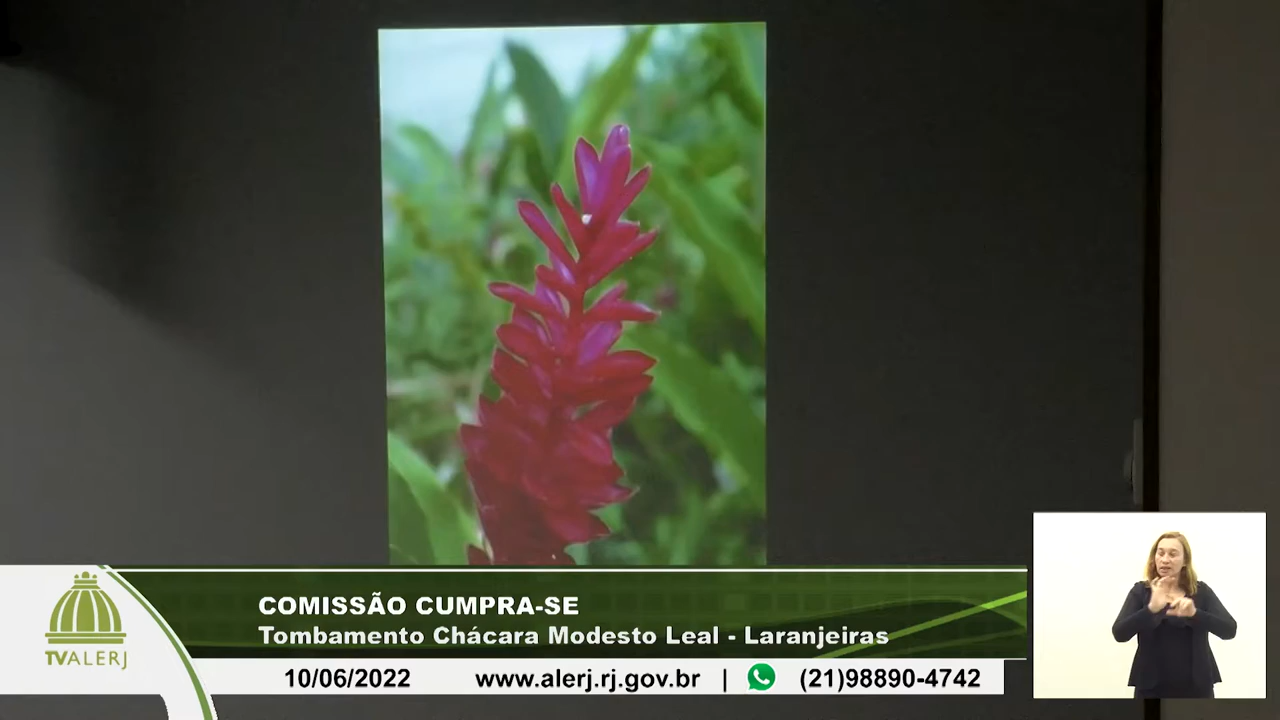 COMISSÃO CUMPRA-SE
Tombamento Chácara Modesto Leal - Laranjeiras
TVALERJ
10/06/2022 www.alerj.rj.gov.br | (21)98890-4742